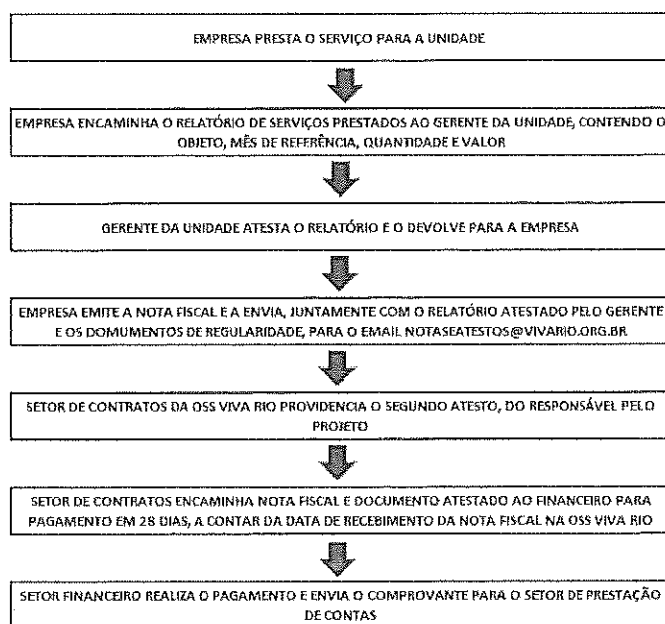 EMPRESA PRESTA O SERVIÇO PARA A UNIDADE
EMPRESA ENCAMINHA O RELATÓRIO DE SERVIÇOS PRESTADOS AO GERENTE DA UNIDADE, CONTENDO O
OBJETO, MÊS DE REFERÊNCIA, QUANTIDADE E VALOR
GERENTE DA UNIDADE ATESTA O RELATÓRIO E O DEVOLVE PARA A EMPRESA
EMPRESA EMITE A NOTA FISCAL E A ENVIA, JUNTAMENTE COM O RELATÓRIO ATESTADO PELO GERENTE
E OS DOMUMENTOS DE REGULARIDADE, PARA O EMAIL NOTASEATESTOS@VIVARIO.ORG.BR
SETOR DE CONTRATOS DA OSS VIVA RIO PROVIDENCIA O SEGUNDO ATESTO, DO RESPONSÁVEL PELO
PROJETO
SETOR DE CONTRATOS ENCAMINHA NOTA FISCAL E DOCUMENTO ATESTADO AO FINANCEIRO PARA
PAGAMENTO EM 28 DIAS, A CONTAR DA DATA DE RECEBIMENTO DA NOTA FISCAL NA OSS VIVA RIO
SETOR FINANCEIRO REALIZA O PAGAMENTO E ENVIA O COMPROVANTE PARA O SETOR DE PRESTAÇÃO
DE CONTAS